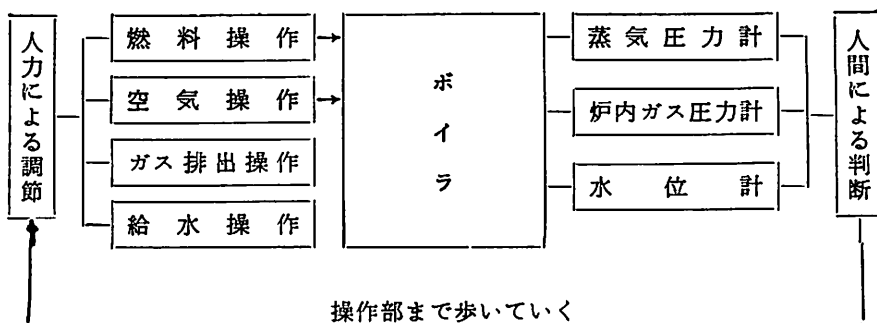 人力による調節
燃料操作
空気操作
ガス排出操作
給水操作
ボイラ
蒸気圧力計
炉内ガス圧力計
水位計
人間による判断
操作部まで歩いていく